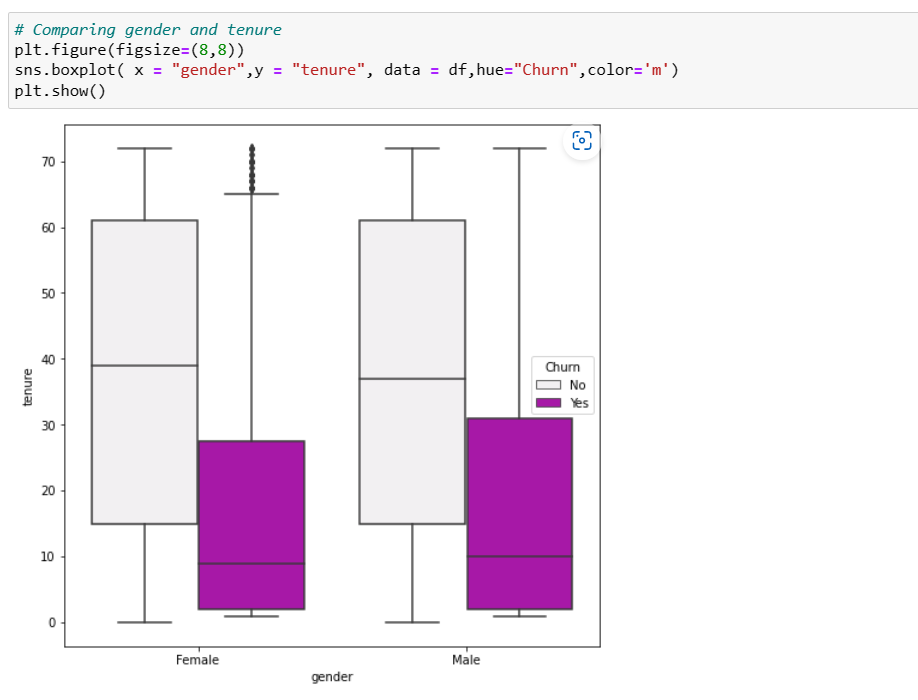 # Comparing gender and tenure
plt.figure(figsize=(8,8))
sns.boxplot( x = "gender",y = "tenure", data = df,hue="Churn",color='m')
plt.show()
70
60
50
40
30
20
10
0
tenure
Churn
No
Yes
Female Male
gender